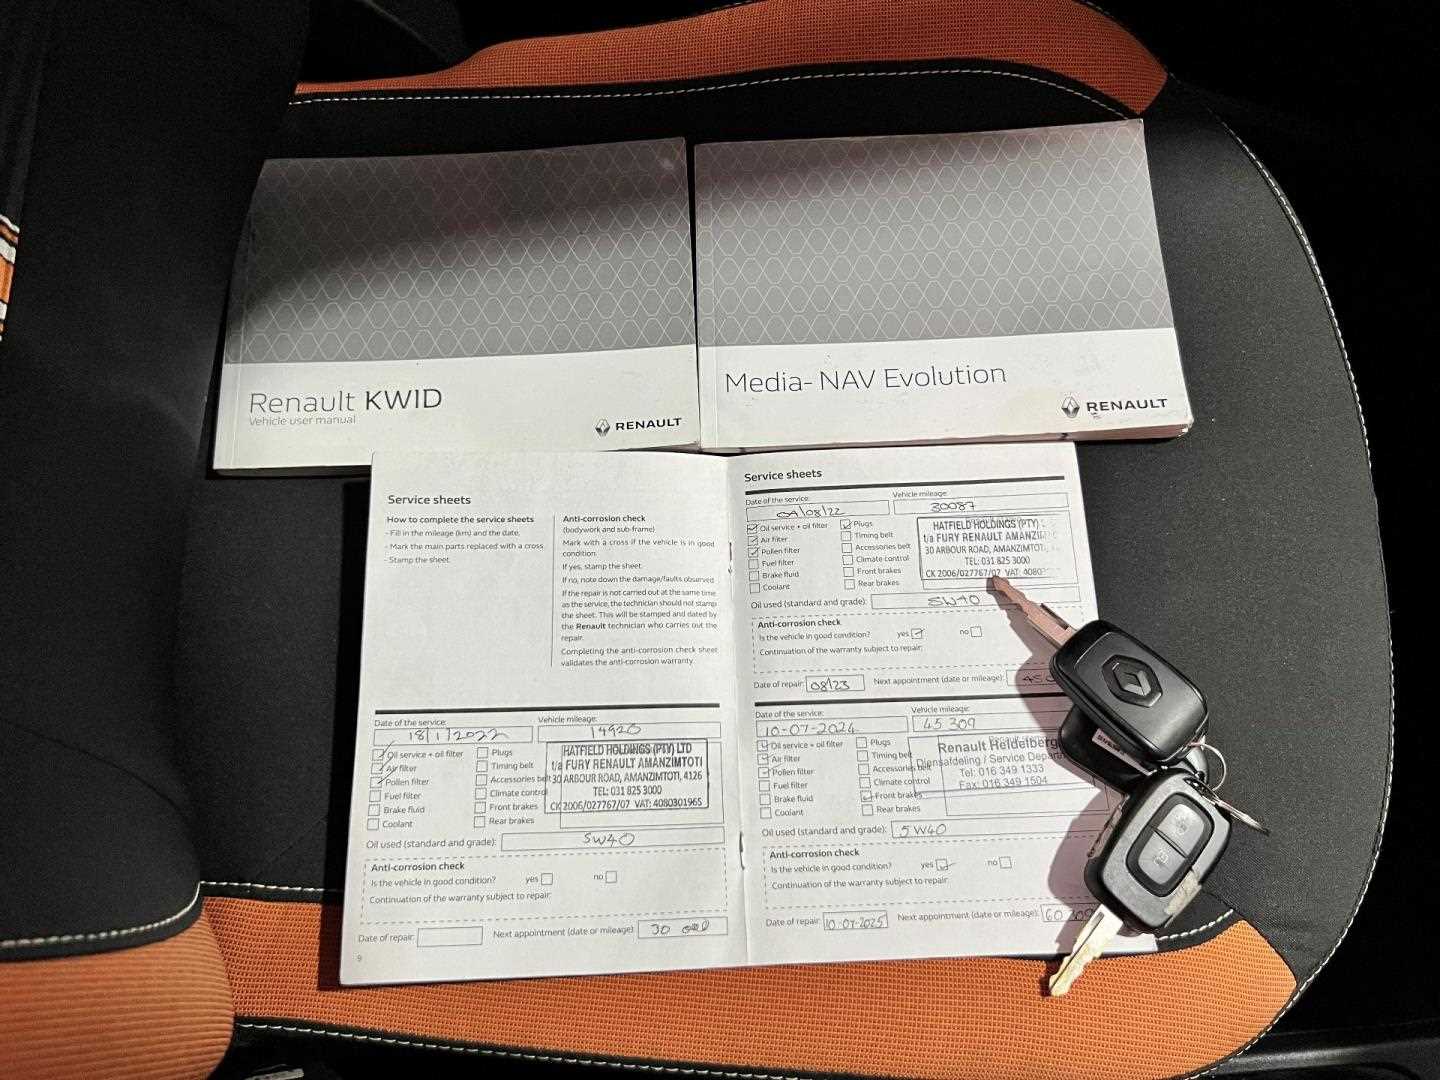 Renault KWID
Vehicle user manual
RENAULT
Media- NAV Evolution
RENAULT
Service sheets
How to complete the service sheets
- Fill in the mileage (km) and the date,
- Mark the main parts replaced with a cross.
- Stamp the sheet.
Anti-corrosion check
(bodywork and sub-frame)
Mark with a cross if the vehicle is in good
condition.
If yes, stamp the sheet.
If no, note down the damage/faults observed.
If the repair is not carried out at the same time
as the service, the technician should not stamp
the sheet. This will be stamped and dated by
the Renault technician who carries out the
repair.
Completing the anti-corrosion check sheet
validates the anti-corrosion warranty.
Date of the service:
18/1/2022
Vehicle mileage:
14920
Oil service + oil filter
Air filter
Pollen filter
Fuel filter
Brake fluid
Coolant
Plugs
Timing belt
Accessories belt
Climate control
Front brakes
Rear brakes
HATFIELD HOLDINGS (PTY) LTD
t/a FURY RENAULT AMANZIMTOTI
30 ARBOUR ROAD, AMANZIMTOTI, 4126
TEL: 031 825 3000
CK 2006/027767/07 VAT: 4080301965
Oil used (standard and grade): 5W40
Anti-corrosion check
Is the vehicle in good condition? yes no
Continuation of the warranty subject to repair:
Date of repair: Next appointment (date or mileage): 30 000
9
Service sheets
Date of the service:
04/08/22
Vehicle mileage:
30087
Oil service + oil filter
Air filter
Pollen filter
Fuel filter
Brake fluid
Coolant
Plugs
Timing belt
Accessories belt
Climate control
Front brakes
Rear brakes
HATFIELD HOLDINGS (PTY)
t/a FURY RENAULT AMANZIM
30 ARBOUR ROAD, AMANZIMTOTI,
TEL: 031 825 3000
CK 2006/027767/07 VAT: 4080
Oil used (standard and grade): 5W40
Anti-corrosion check
Is the vehicle in good condition? yes no
Continuation of the warranty subject to repair:
Date of repair: 08/23 Next appointment (date or mileage): 450
Date of the service:
10-07-2024
Vehicle mileage:
45 309
Oil service + oil filter
Air filter
Pollen filter
Fuel filter
Brake fluid
Coolant
Plugs
Timing belt
Accessories belt
Climate control
Front brakes
Rear brakes
Renault Heidelberg
Diensafdeling / Service Depart
Tel: 016 349 1333
Fax: 016 349 1504
Oil used (standard and grade): 5W40
Anti-corrosion check
Is the vehicle in good condition? yes no
Continuation of the warranty subject to repair:
Date of repair: 10-07-2025 Next appointment (date or mileage): 60 309